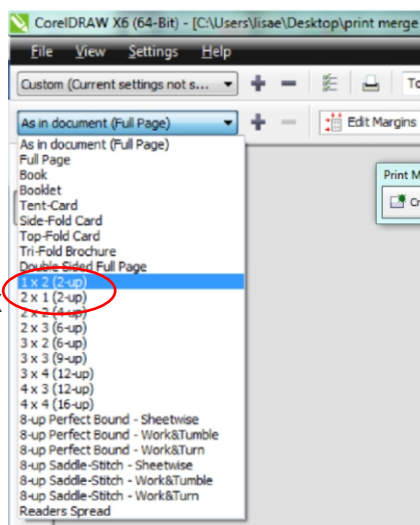 CorelDRAW X6 (64-Bit) - [C:\Users\lisae\Desktop\print merge
File View Settings Help
Custom (Current settings not s...
To
As in document (Full Page)
Edit Margins
As in document (Full Page)
Full Page
Book
Booklet
Tent-Card
Side-Fold Card
Top-Fold Card
Tri-Fold Brochure
Double Sided Full Page
1 x 2 (2-up)
2 x 1 (2-up)
2 x 2 (4-up)
2 x 3 (6-up)
3 x 2 (6-up)
3 x 3 (9-up)
3 x 4 (12-up)
4 x 3 (12-up)
4 x 4 (16-up)
8-up Perfect Bound - Sheetwise
8-up Perfect Bound - Work&Tumble
8-up Perfect Bound - Work&Turn
8-up Saddle-Stitch - Sheetwise
8-up Saddle-Stitch - Work&Tumble
8-up Saddle-Stitch - Work&Turn
Readers Spread
Print M
Cr